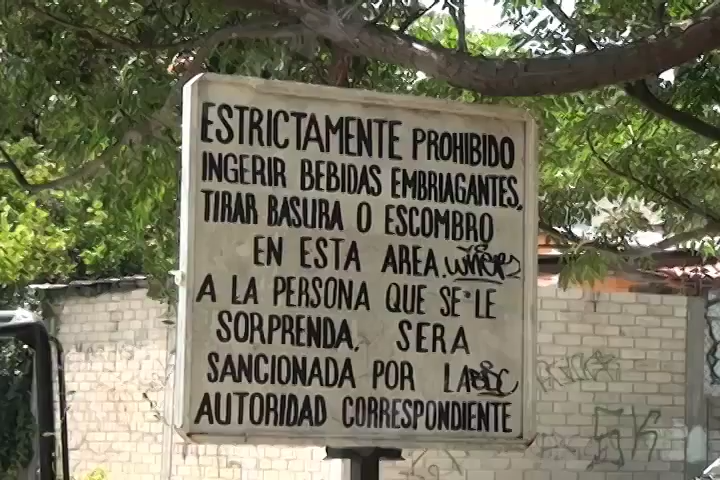 ESTRICTAMENTE PROHIBIDO
INGERIR BEBIDAS EMBRIAGANTES,
TIRAR BASURA O ESCOMBRO
EN ESTA AREA.
A LA PERSONA QUE SE LE
SORPRENDA, SERA
SANCIONADA POR LA
AUTORIDAD CORRESPONDIENTE